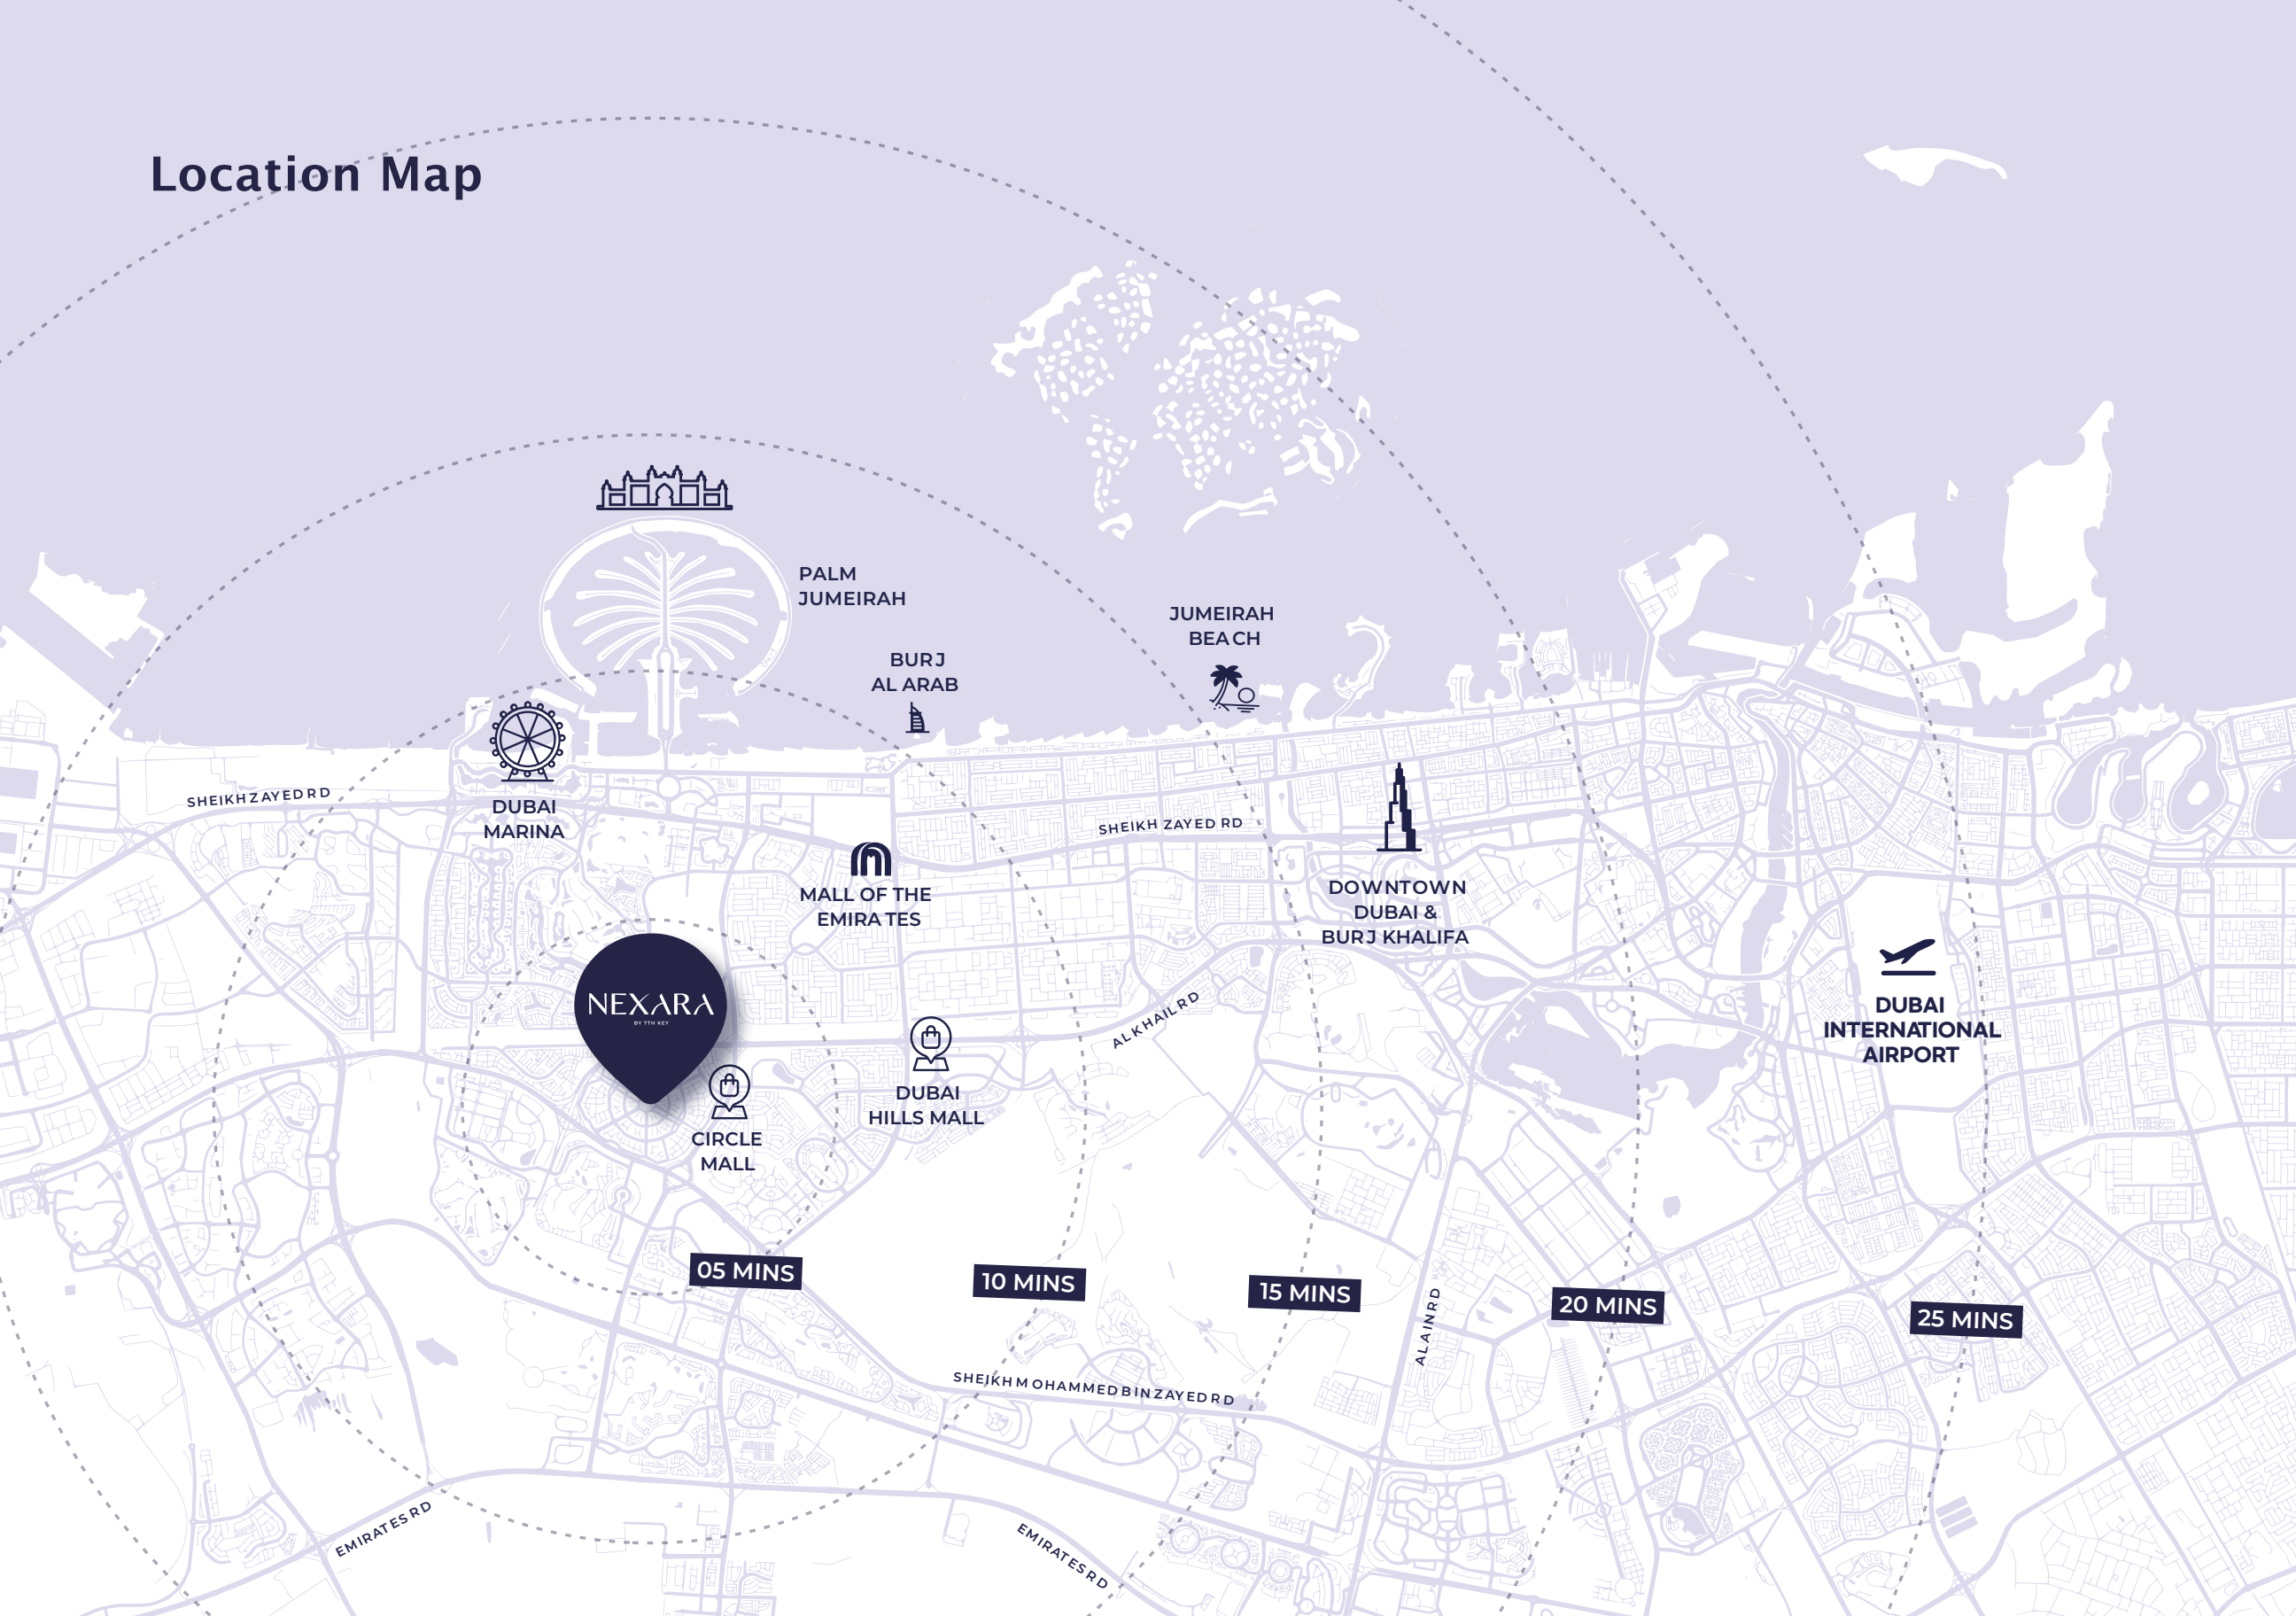 Location Map
PALM
JUMEIRAH
JUMEIRAH
BEACH
BURJ
AL ARAB
SHEIKH ZAYED RD
DUBAI
MARINA
SHEIKH ZAYED RD
MALL OF THE
EMIRATES
DOWNTOWN
DUBAI &
BURJ KHALIFA
NEXARA
BY 7TH KEY
AL KHAIL RD
DUBAI
INTERNATIONAL
AIRPORT
DUBAI
HILLS MALL
CIRCLE
MALL
05 MINS
10 MINS
15 MINS
20 MINS
25 MINS
AL AIN RD
SHEIKH MOHAMMED BIN ZAYED RD
EMIRATES RD
EMIRATES RD